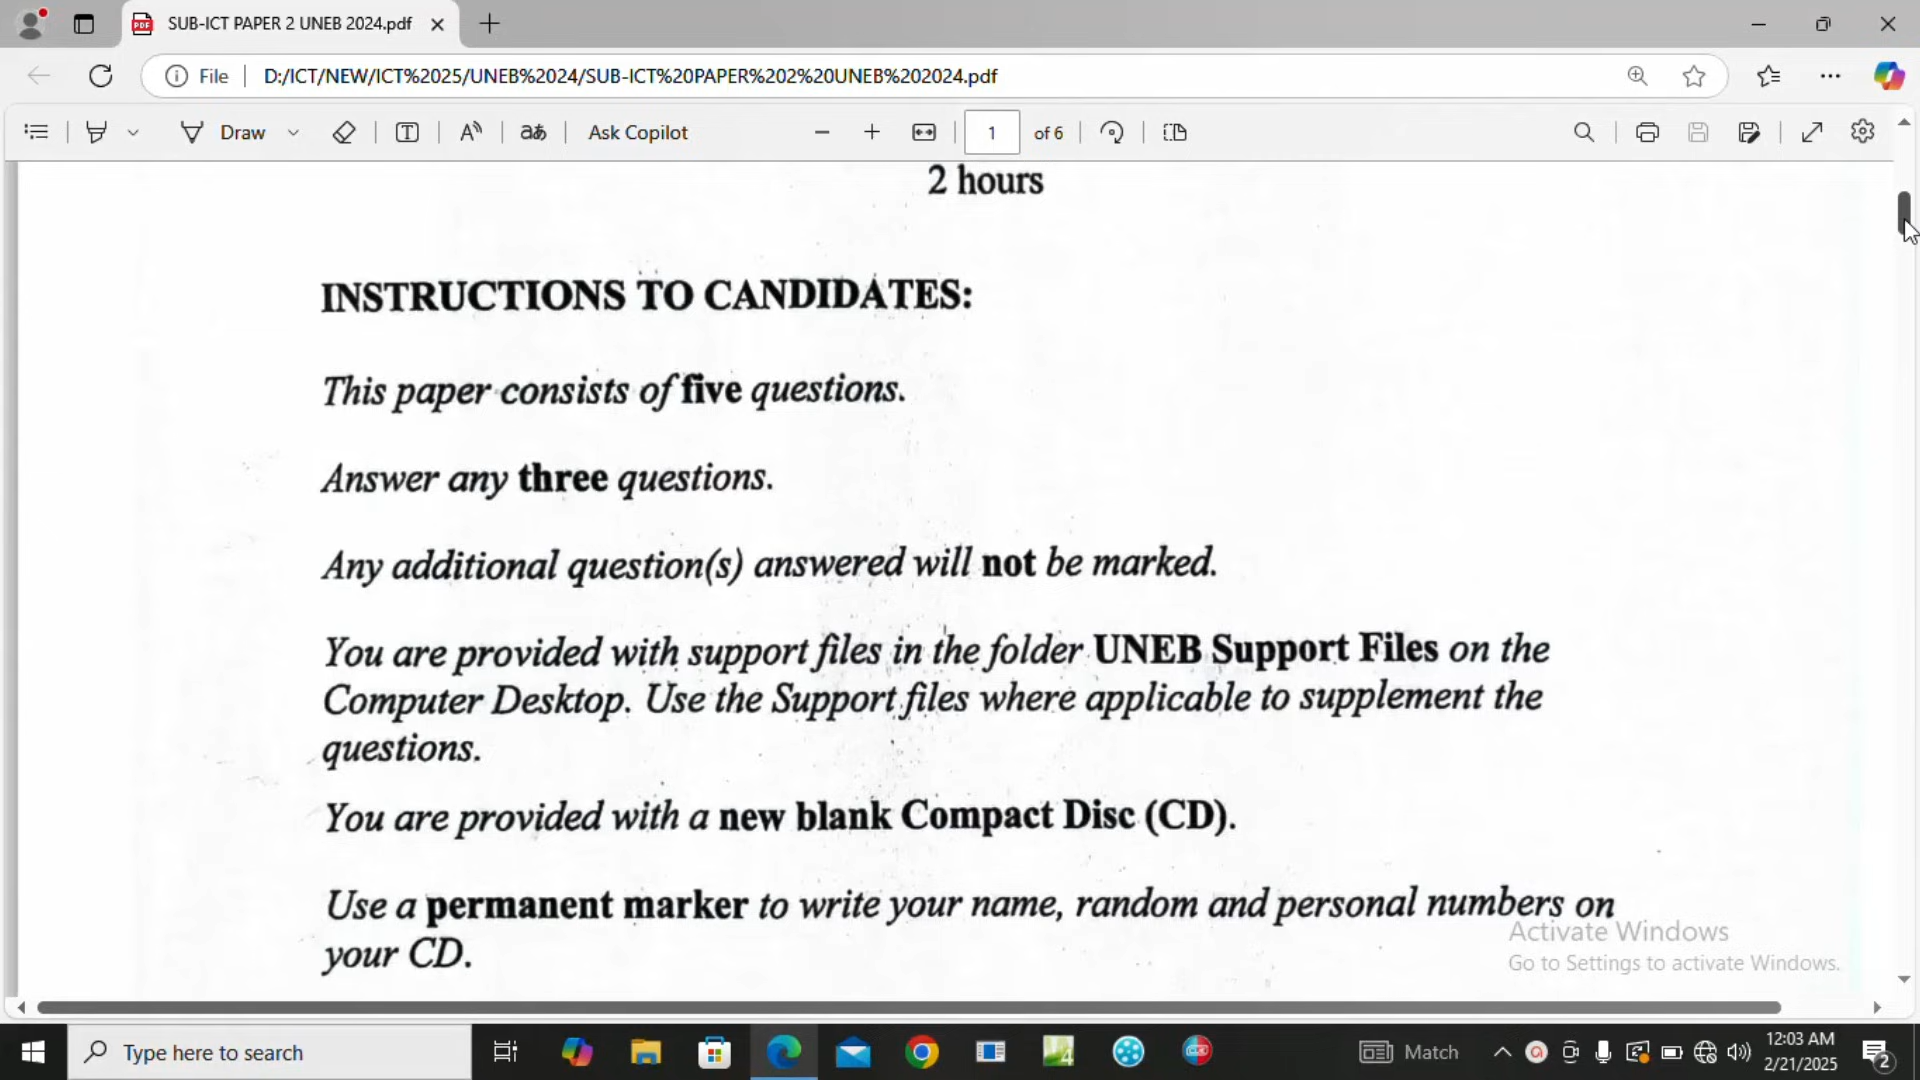 SUB-ICT PAPER 2 UNEB 2024.pdf
File
D:/ICT/NEW/ICT%2025/UNEB%2024/SUB-ICT%20PAPER%202%20UNEB%202024.pdf
Draw
Ask Copilot
1 of 6
2 hours
INSTRUCTIONS TO CANDIDATES:
This paper consists of five questions.
Answer any three questions.
Any additional question(s) answered will not be marked.
You are provided with support files in the folder UNEB Support Files on the
Computer Desktop. Use the Support files where applicable to supplement the
questions.
You are provided with a new blank Compact Disc (CD).
Use a permanent marker to write your name, random and personal numbers on
your CD.
Activate Windows
Go to Settings to activate Windows.
Type here to search
Match
12:03 AM
2/21/2025
2